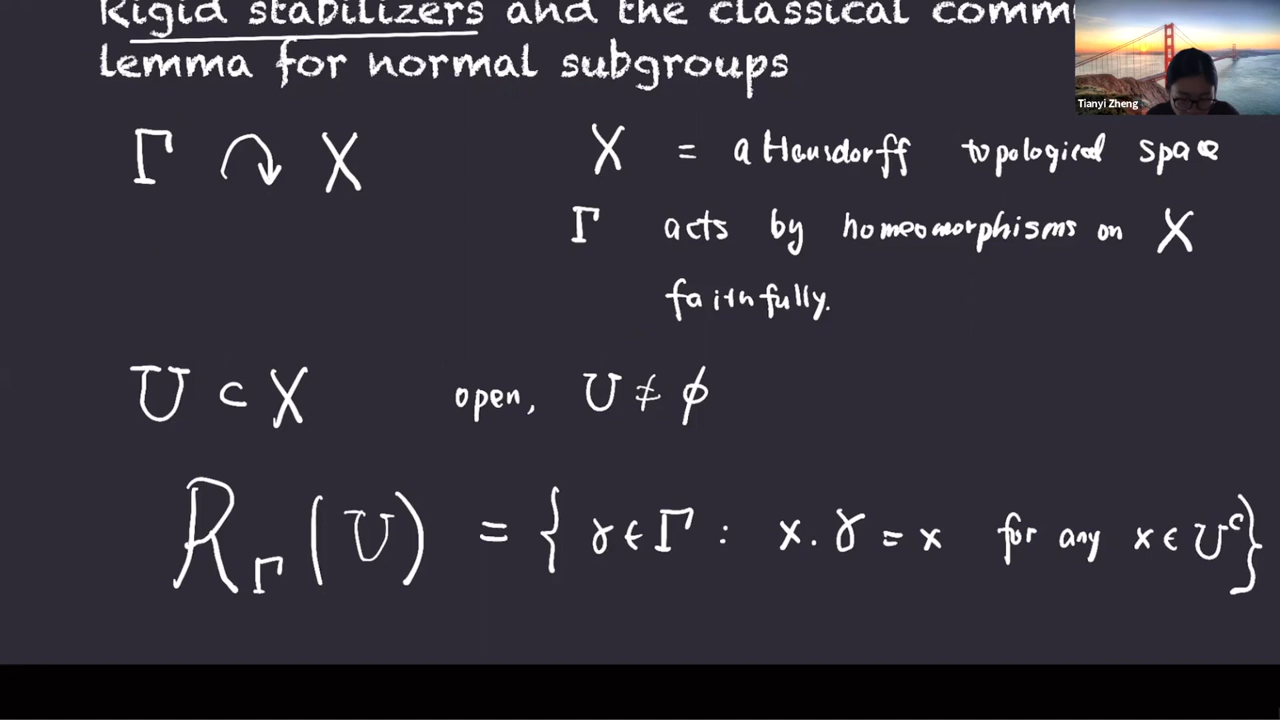 Rigid stabilizers and the classical comm
lemma for normal subgroups
Tianyi Zheng
Γ ↷ X
X = a Hausdorff topological space
Γ acts by homeomorphisms on X
faithfully.
U ⊂ X open, U ≠ ϕ
R_Γ(U) = { γ ∈ Γ : x . γ = x for any x ∈ U^c }